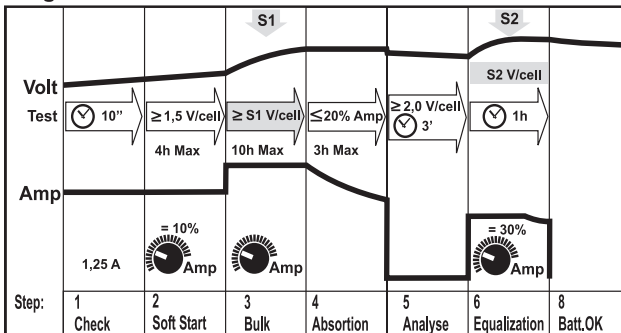 S1 S2
Volt S2 V/cell
Test 10" ≥ 1,5 V/cell ≥ S1 V/cell ≤20% Amp ≥ 2,0 V/cell 3' 1h
4h Max 10h Max 3h Max
Amp
= 10% = 30%
1,25 A Amp Amp Amp
Step: 1 2 3 4 5 6 8
Check Soft Start Bulk Absortion Analyse Equalization Batt.OK